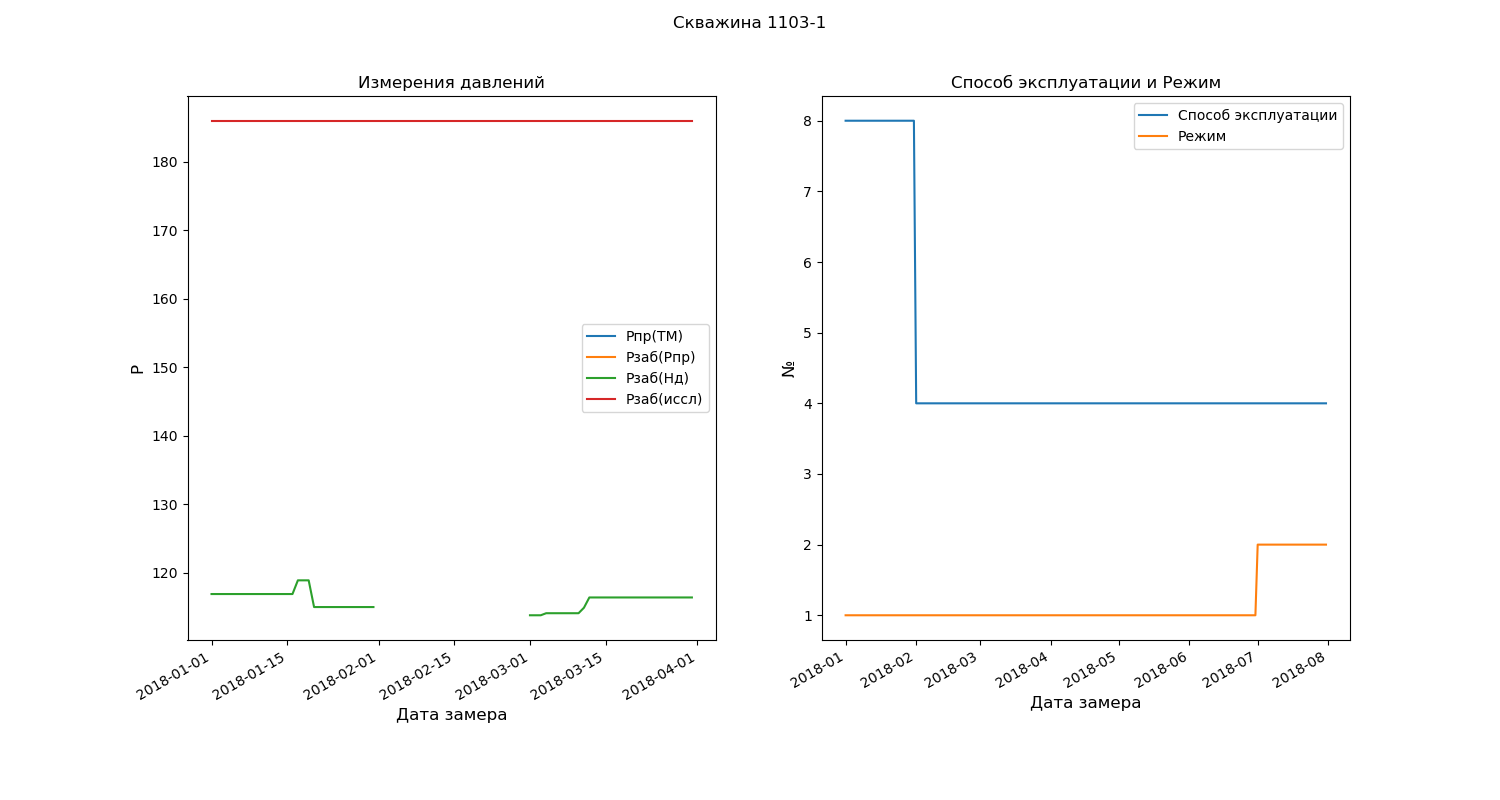 Скважина 1103-1
Измерения давлений
180
170
160
150
140
130
120
P
Рпр(ТМ)
Рзаб(Рпр)
Рзаб(Нд)
Рзаб(иссл)
2018-01-01
2018-01-15
2018-02-01
2018-02-15
2018-03-01
2018-03-15
2018-04-01
Дата замера
Способ эксплуатации и Режим
8
7
6
5
4
3
2
1
№
Способ эксплуатации
Режим
2018-01
2018-02
2018-03
2018-04
2018-05
2018-06
2018-07
2018-08
Дата замера